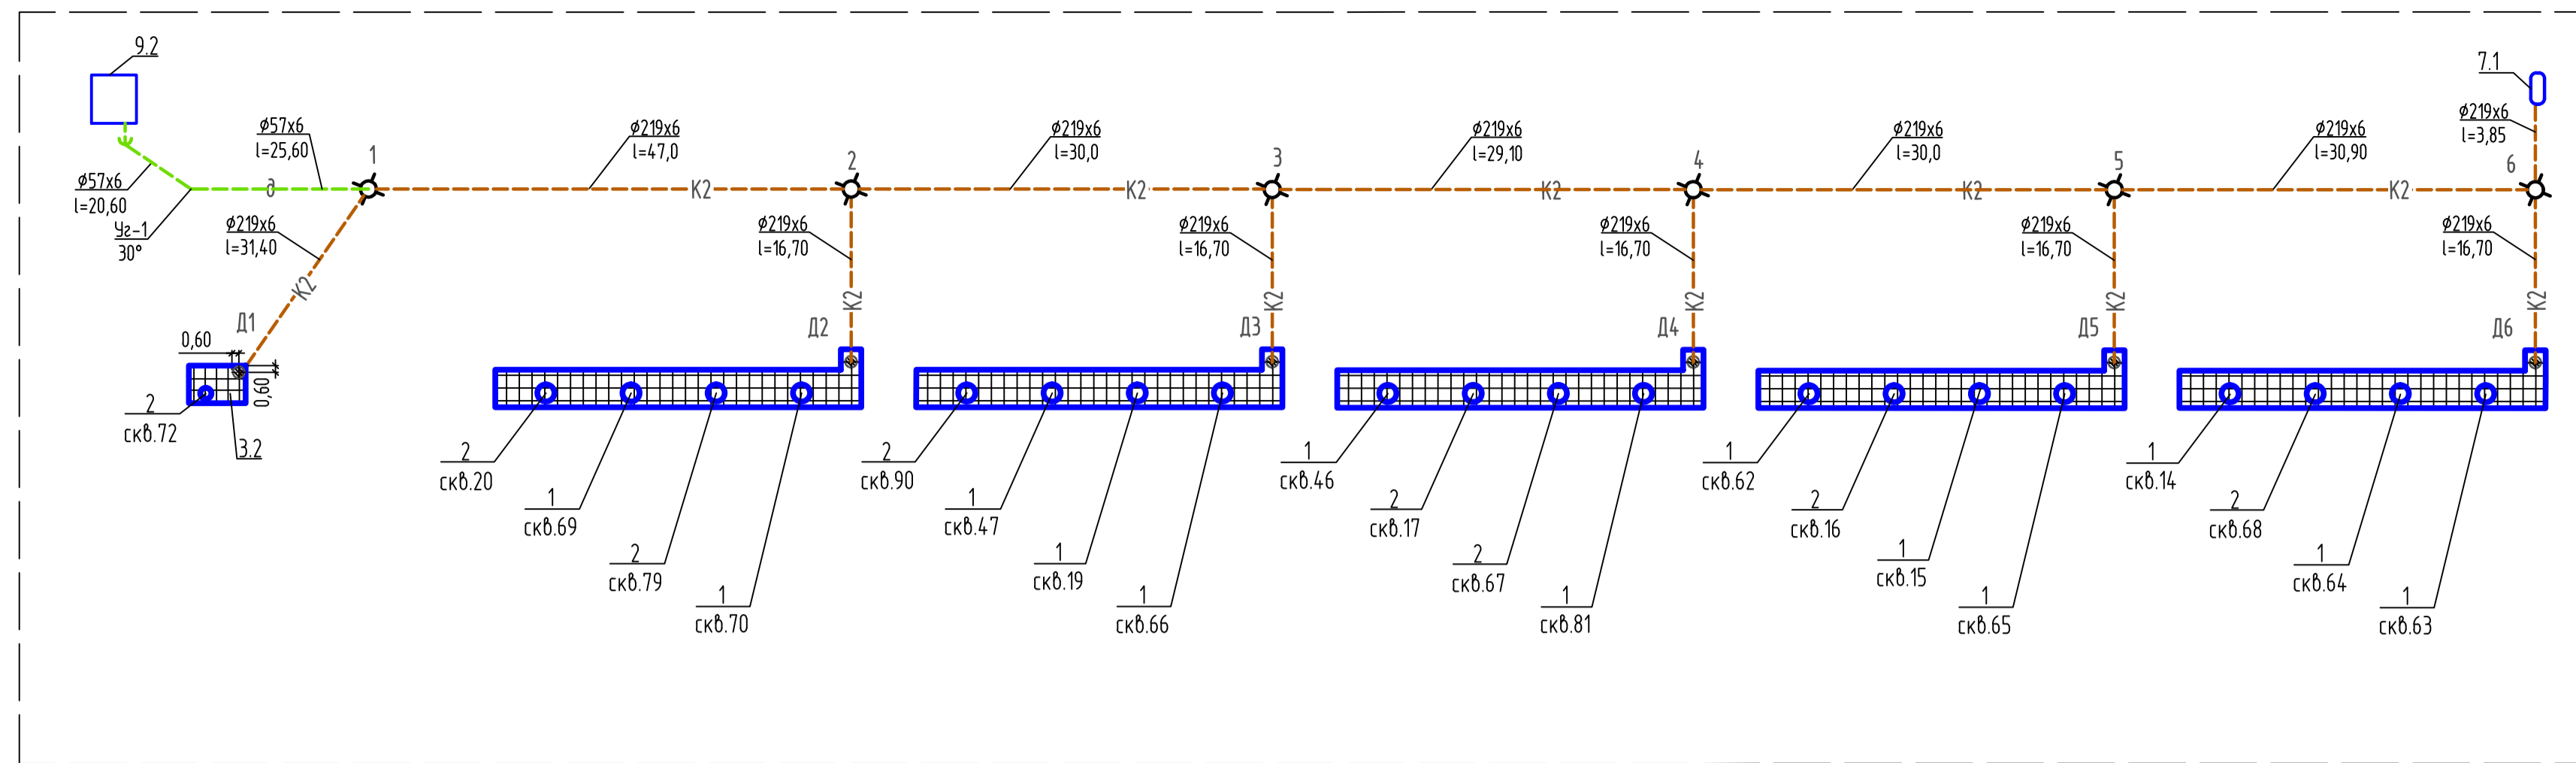 9.2
7.1
ϕ57х6
l=25,60
ϕ219х6
l=47,0
ϕ219х6
l=30,0
ϕ219х6
l=29,10
ϕ219х6
l=30,0
ϕ219х6
l=30,90
ϕ219х6
l=3,85
1
2
3
4
5
6
ϕ57х6
l=20,60
д
К2
К2
К2
К2
К2
Уг-1
30°
ϕ219х6
l=31,40
ϕ219х6
l=16,70
ϕ219х6
l=16,70
ϕ219х6
l=16,70
ϕ219х6
l=16,70
ϕ219х6
l=16,70
К2
К2
К2
К2
К2
К2
Д1
Д2
Д3
Д4
Д5
Д6
0,60
0,60
2
скв.72
3.2
2
скв.20
1
скв.69
2
скв.79
1
скв.70
2
скв.90
1
скв.47
1
скв.19
1
скв.66
1
скв.46
2
скв.17
2
скв.67
1
скв.81
1
скв.62
2
скв.16
1
скв.15
1
скв.65
1
скв.14
2
скв.68
1
скв.64
1
скв.63